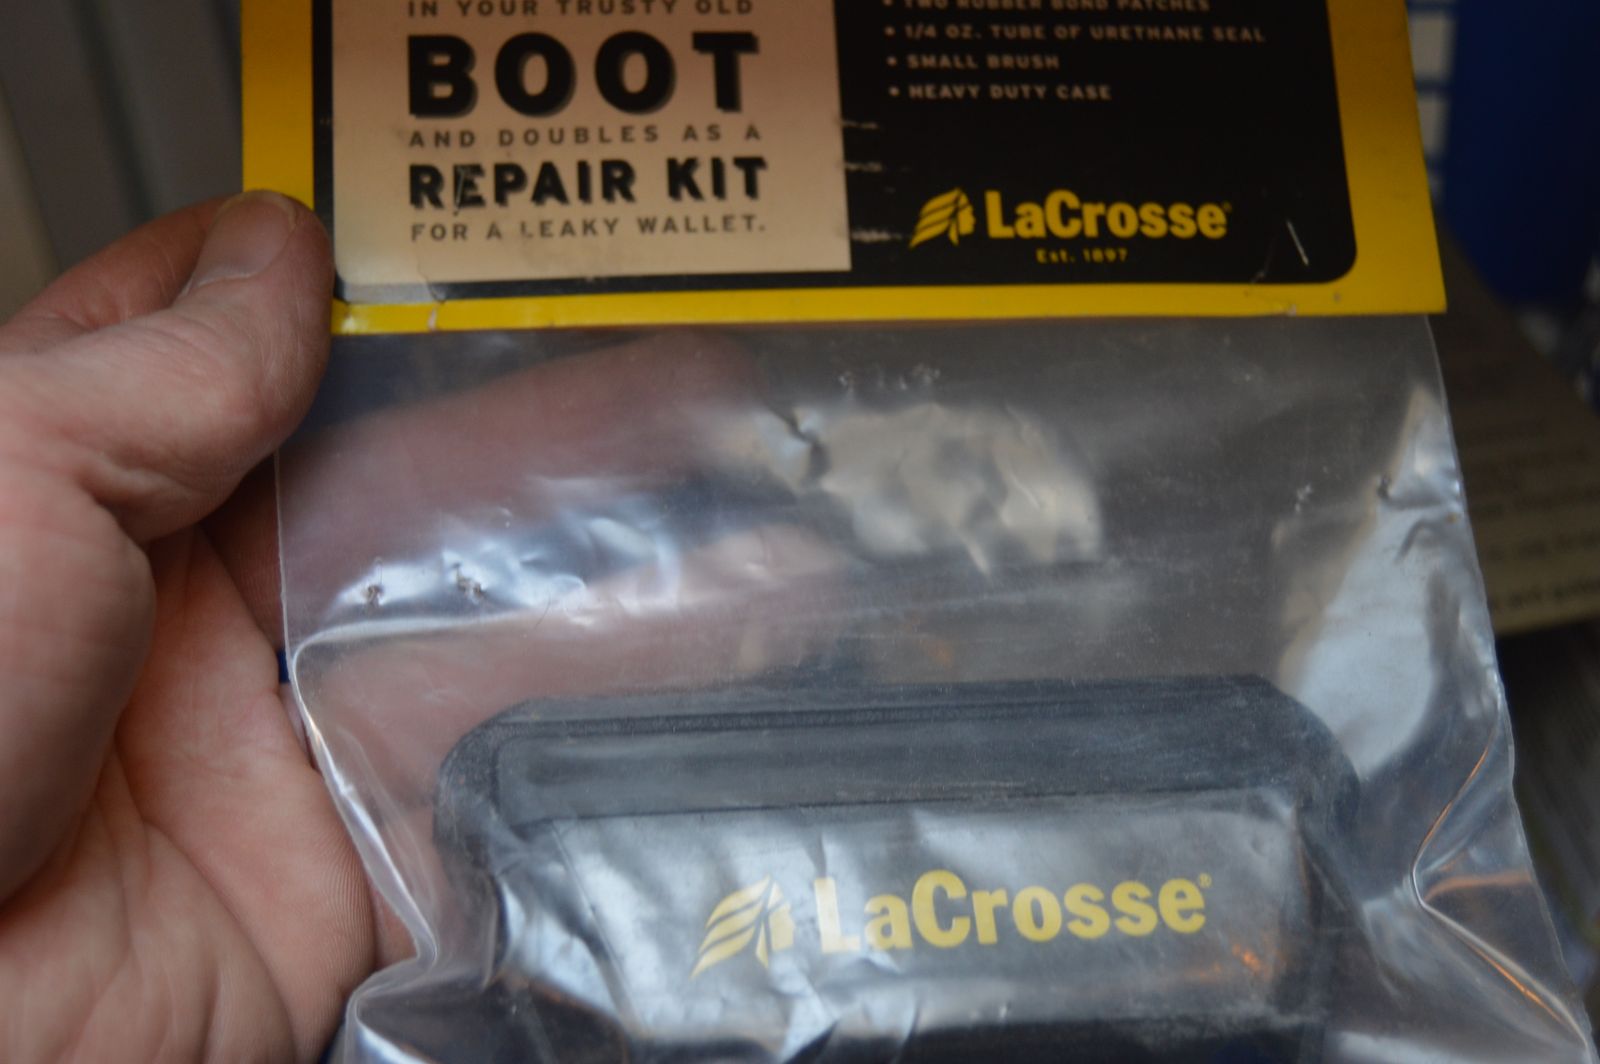 IN YOUR TRUSTY OLD
BOOT
AND DOUBLES AS A
REPAIR KIT
FOR A LEAKY WALLET.
• TWO RUBBER BOND PATCHES
• 1/4 OZ. TUBE OF URETHANE SEAL
• SMALL BRUSH
• HEAVY DUTY CASE
LaCrosse
Est. 1897
LaCrosse®